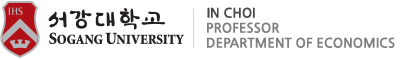 IHS
서강대학교
SOGANG UNIVERSITY
IN CHOI
PROFESSOR
DEPARTMENT OF ECONOMICS